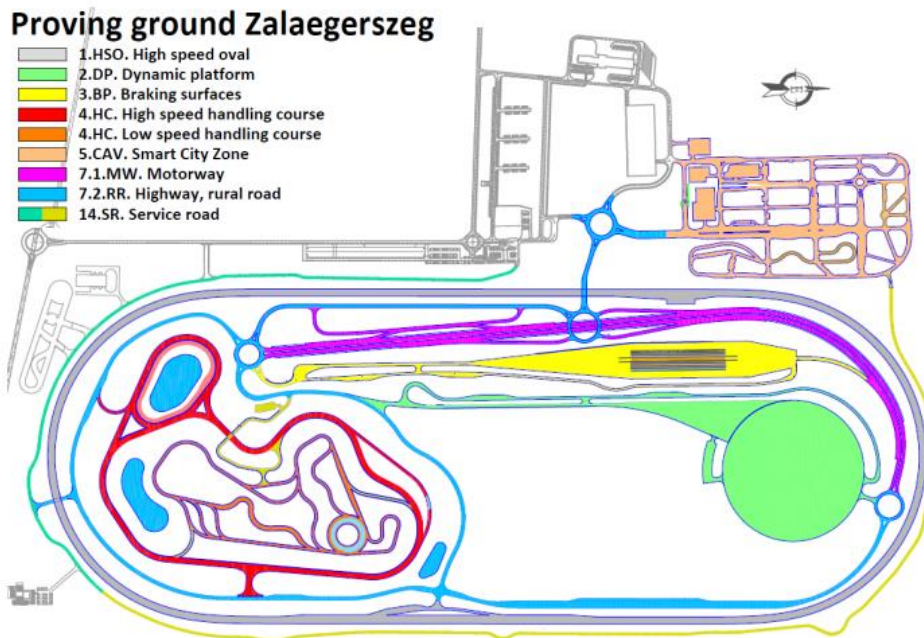 Proving ground Zalaegerszeg
1.HSO. High speed oval
2.DP. Dynamic platform
3.BP. Braking surfaces
4.HC. High speed handling course
4.HC. Low speed handling course
5.CAV. Smart City Zone
7.1.MW. Motorway
7.2.RR. Highway, rural road
14.SR. Service road